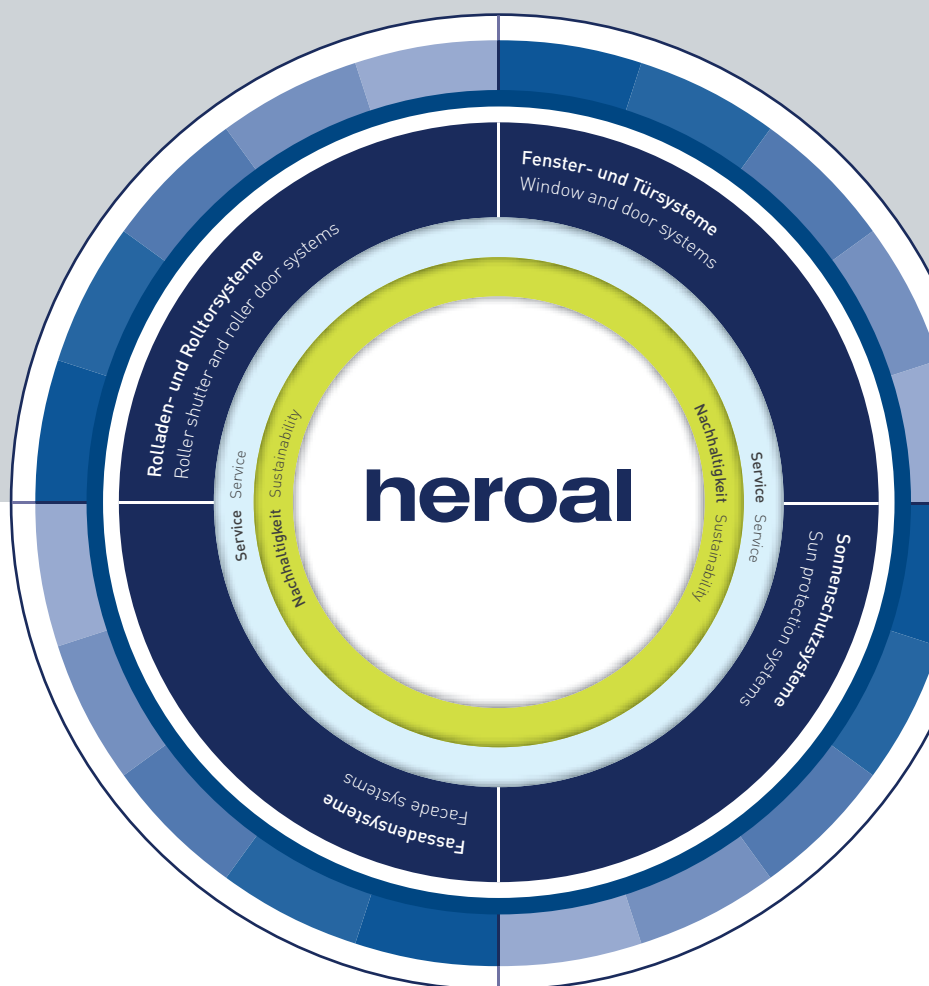 Fenster- und Türsysteme
Window and door systems
Rolladen- und Rolltorsysteme
Roller shutter and roller door systems
Service Service
Nachhaltigkeit Sustainability
heroal
Nachhaltigkeit Sustainability
Service Service
Sonnenschutzsysteme
Sun protection systems
Fassadensysteme
Facade systems